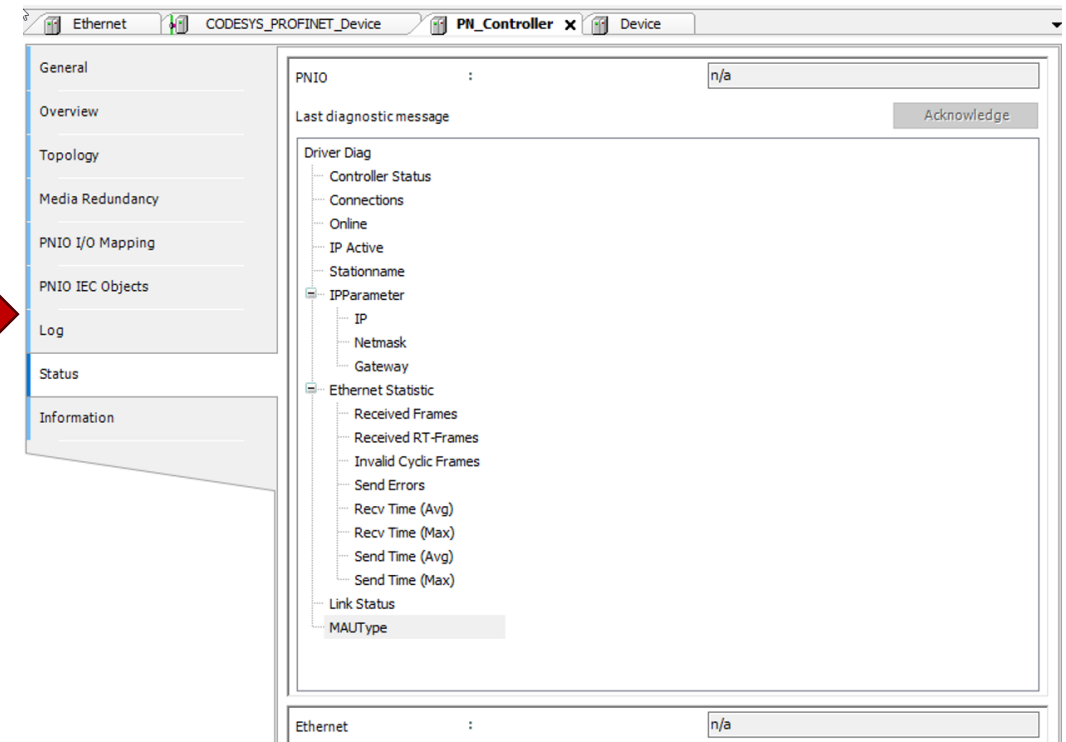 Ethernet CODESYS_PROFINET_Device PN_Controller Device
General
Overview
Topology
Media Redundancy
PNIO I/O Mapping
PNIO IEC Objects
Log
Status
Information
PNIO : n/a
Last diagnostic message Acknowledge
Driver Diag
Controller Status
Connections
Online
IP Active
Stationname
IPParameter
IP
Netmask
Gateway
Ethernet Statistic
Received Frames
Received RT-Frames
Invalid Cyclic Frames
Send Errors
Recv Time (Avg)
Recv Time (Max)
Send Time (Avg)
Send Time (Max)
Link Status
MAUType
Ethernet : n/a